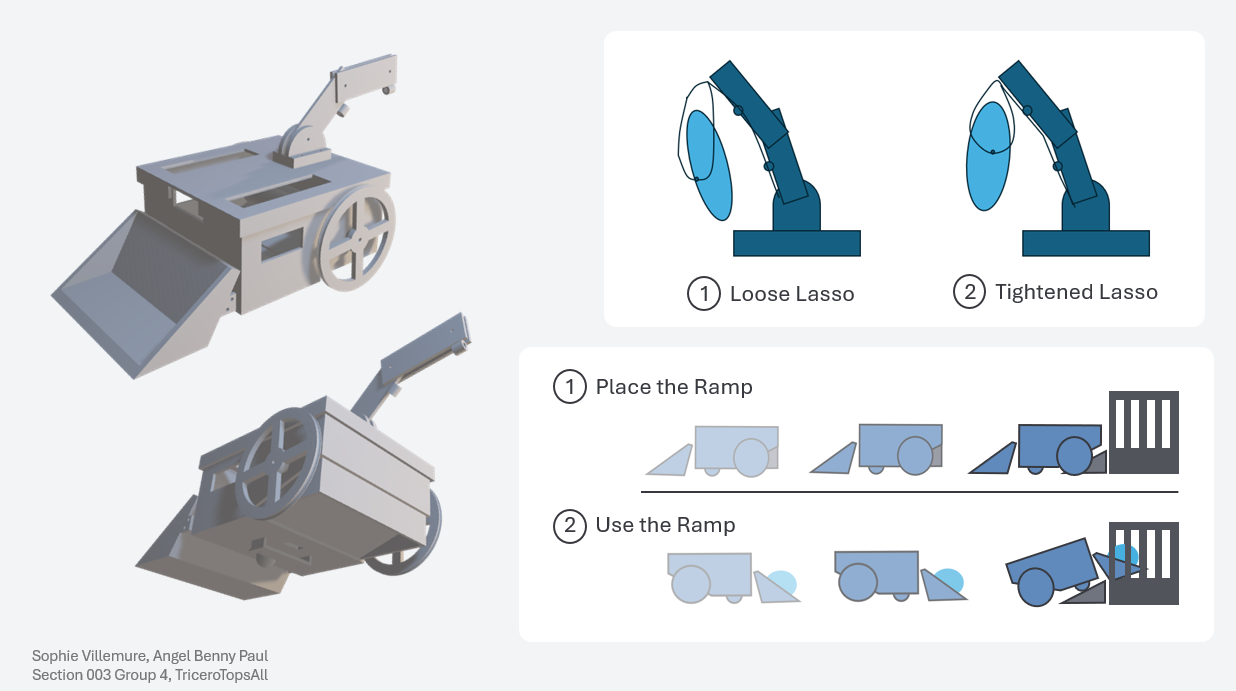 1 Loose Lasso
2 Tightened Lasso
1 Place the Ramp
2 Use the Ramp
Sophie Villemure, Angel Benny Paul
Section 003 Group 4, TriceroTopsAll